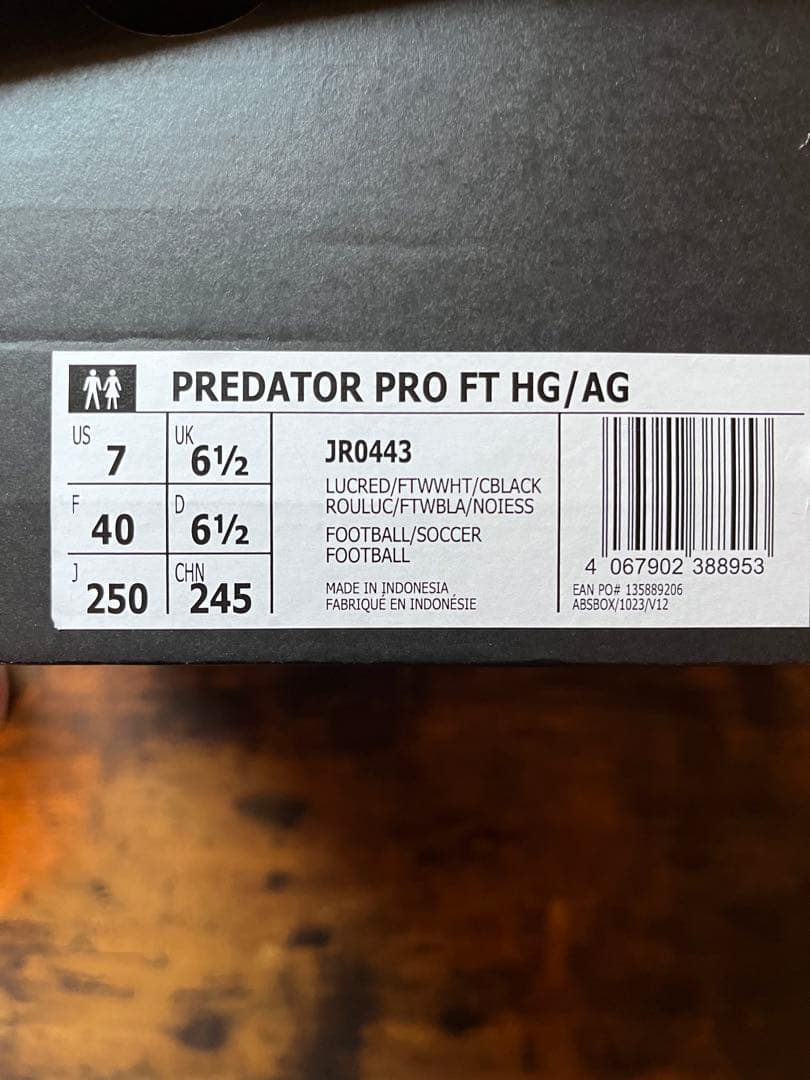 PREDATOR PRO FT HG/AG
US 7 UK 6½
F 40 D 6½
J 250 CHN 245
JR0443
LUCRED/FTWWHT/CBLACK
ROULUC/FTWBLA/NOIESS
FOOTBALL/SOCCER
FOOTBALL
MADE IN INDONESIA
FABRIQUÉ EN INDONÉSIE
4 067902 388953
EAN PO# 135889206
ABSBOX/1023/V12